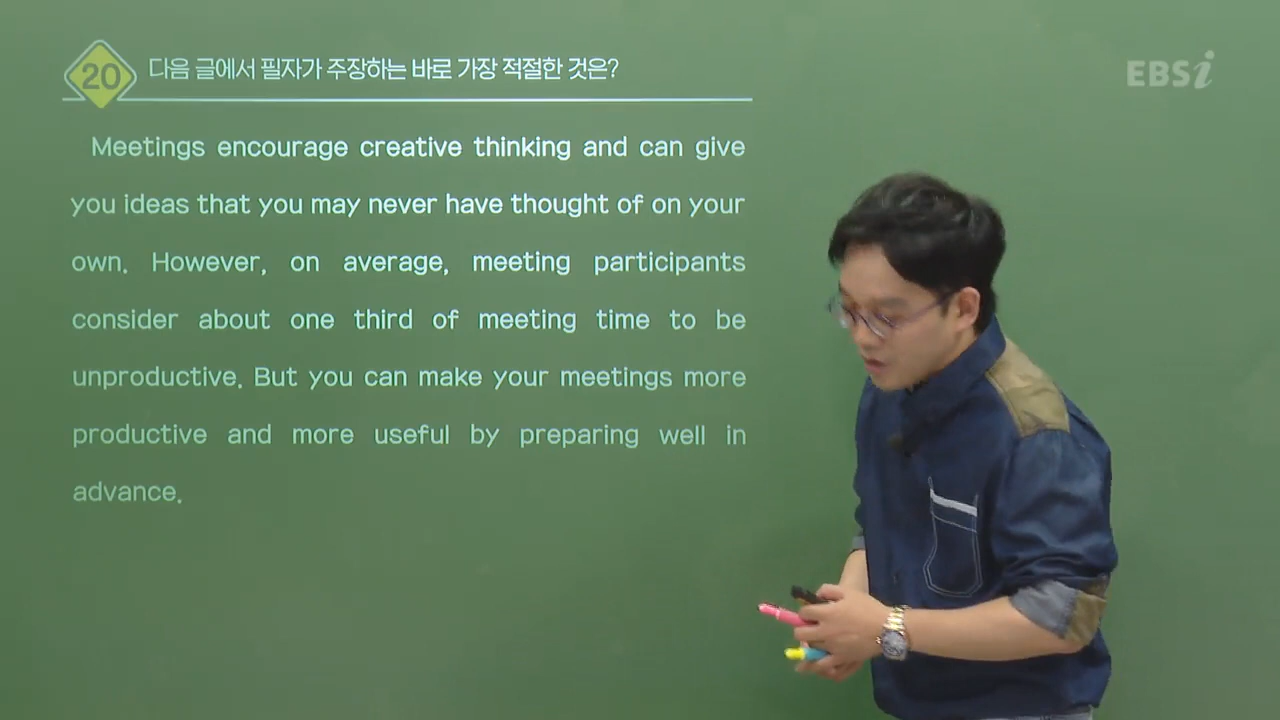 20 다음 글에서 필자가 주장하는 바로 가장 적절한 것은?
EBSi
Meetings encourage creative thinking and can give
you ideas that you may never have thought of on your
own. However, on average, meeting participants
consider about one third of meeting time to be
unproductive. But you can make your meetings more
productive and more useful by preparing well in
advance.